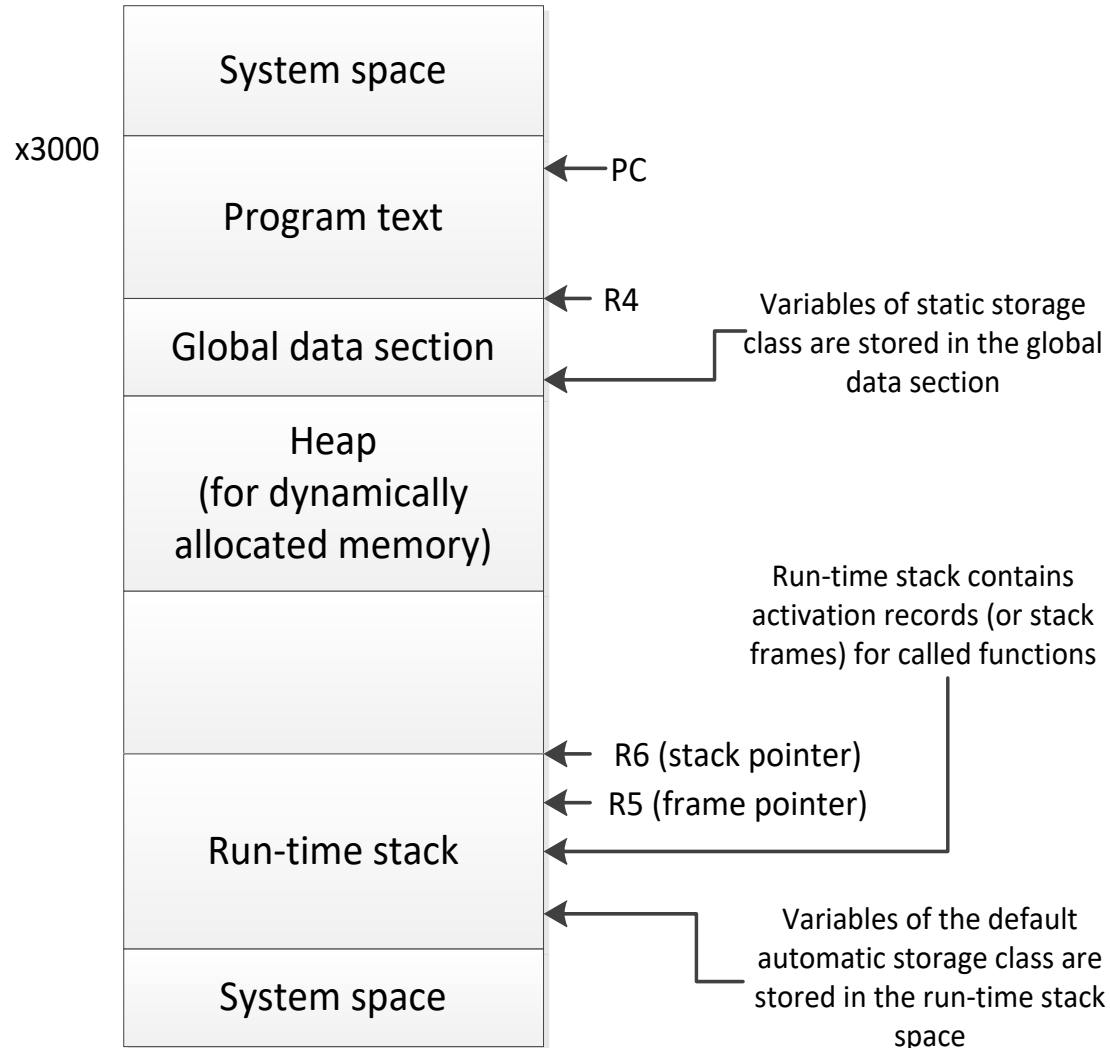 System space
x3000
PC
Program text
R4
Variables of static storage
class are stored in the global
data section
Global data section
Heap
(for dynamically
allocated memory)
Run-time stack contains
activation records (or stack
frames) for called functions
R6 (stack pointer)
R5 (frame pointer)
Run-time stack
Variables of the default
automatic storage class are
stored in the run-time stack
space
System space